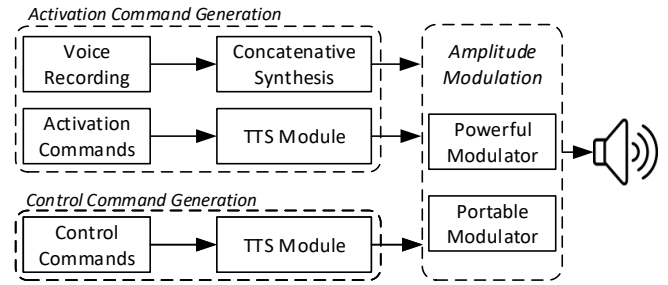 Activation Command Generation
Voice
Recording
Concatenative
Synthesis
Activation
Commands
TTS Module
Control Command Generation
Control
Commands
TTS Module
Amplitude
Modulation
Powerful
Modulator
Portable
Modulator